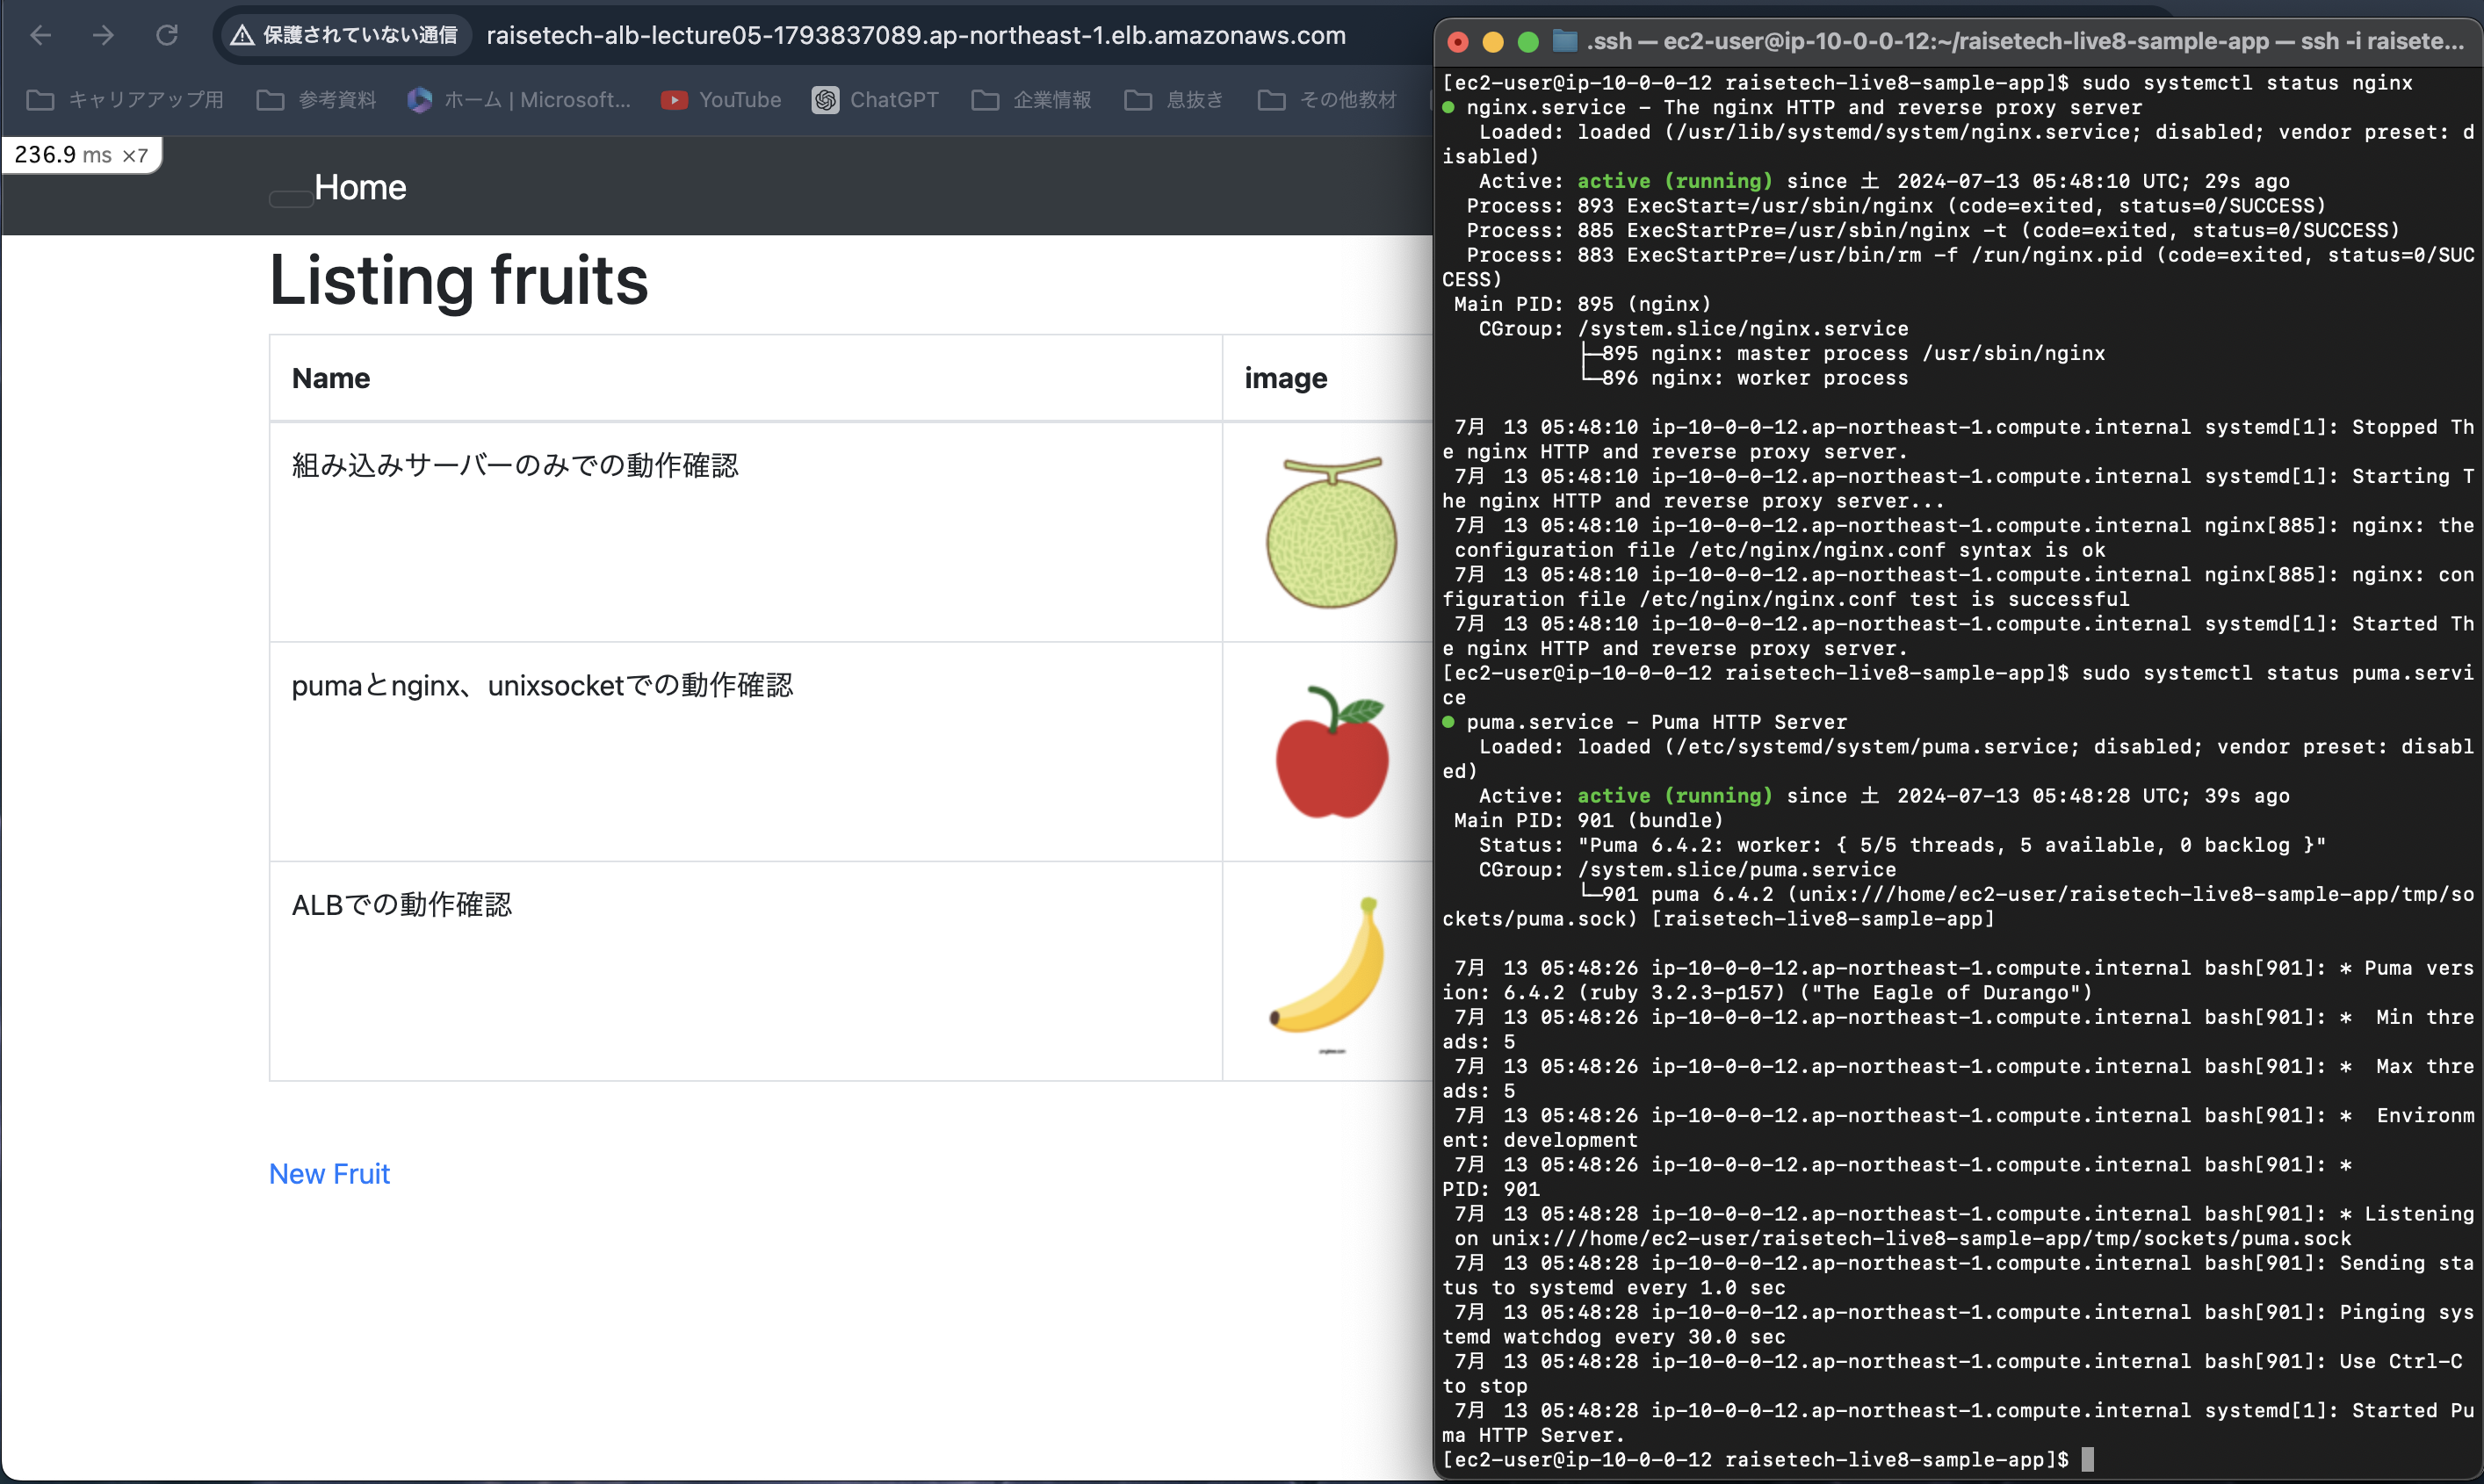 保護されていない通信 raisetech-alb-lecture05-1793837089.ap-northeast-1.elb.amazonaws.com
キャリアアップ用 参考資料 ホーム | Microsoft... YouTube ChatGPT 企業情報 息抜き その他教材
236.9 ms ×7
Home
Listing fruits
Name image
組み込みサーバーのみでの動作確認
pumaとnginx、unixsocketでの動作確認
ALBでの動作確認
New Fruit
.ssh — ec2-user@ip-10-0-0-12:~/raisetech-live8-sample-app — ssh -i raisete...
[ec2-user@ip-10-0-0-12 raisetech-live8-sample-app]$ sudo systemctl status nginx
● nginx.service - The nginx HTTP and reverse proxy server
Loaded: loaded (/usr/lib/systemd/system/nginx.service; disabled; vendor preset: d
isabled)
Active: active (running) since 土 2024-07-13 05:48:10 UTC; 29s ago
Process: 893 ExecStart=/usr/sbin/nginx (code=exited, status=0/SUCCESS)
Process: 885 ExecStartPre=/usr/sbin/nginx -t (code=exited, status=0/SUCCESS)
Process: 883 ExecStartPre=/usr/bin/rm -f /run/nginx.pid (code=exited, status=0/SUC
CESS)
Main PID: 895 (nginx)
CGroup: /system.slice/nginx.service
├─895 nginx: master process /usr/sbin/nginx
└─896 nginx: worker process
7月 13 05:48:10 ip-10-0-0-12.ap-northeast-1.compute.internal systemd[1]: Stopped Th
e nginx HTTP and reverse proxy server.
7月 13 05:48:10 ip-10-0-0-12.ap-northeast-1.compute.internal systemd[1]: Starting T
he nginx HTTP and reverse proxy server...
7月 13 05:48:10 ip-10-0-0-12.ap-northeast-1.compute.internal nginx[885]: nginx: the
configuration file /etc/nginx/nginx.conf syntax is ok
7月 13 05:48:10 ip-10-0-0-12.ap-northeast-1.compute.internal nginx[885]: nginx: con
figuration file /etc/nginx/nginx.conf test is successful
7月 13 05:48:10 ip-10-0-0-12.ap-northeast-1.compute.internal systemd[1]: Started Th
e nginx HTTP and reverse proxy server.
[ec2-user@ip-10-0-0-12 raisetech-live8-sample-app]$ sudo systemctl status puma.servi
ce
● puma.service - Puma HTTP Server
Loaded: loaded (/etc/systemd/system/puma.service; disabled; vendor preset: disabl
ed)
Active: active (running) since 土 2024-07-13 05:48:28 UTC; 39s ago
Main PID: 901 (bundle)
Status: "Puma 6.4.2: worker: { 5/5 threads, 5 available, 0 backlog }"
CGroup: /system.slice/puma.service
└─901 puma 6.4.2 (unix:///home/ec2-user/raisetech-live8-sample-app/tmp/so
ckets/puma.sock) [raisetech-live8-sample-app]
7月 13 05:48:26 ip-10-0-0-12.ap-northeast-1.compute.internal bash[901]: * Puma vers
ion: 6.4.2 (ruby 3.2.3-p157) ("The Eagle of Durango")
7月 13 05:48:26 ip-10-0-0-12.ap-northeast-1.compute.internal bash[901]: * Min thre
ads: 5
7月 13 05:48:26 ip-10-0-0-12.ap-northeast-1.compute.internal bash[901]: * Max thre
ads: 5
7月 13 05:48:26 ip-10-0-0-12.ap-northeast-1.compute.internal bash[901]: * Environm
ent: development
7月 13 05:48:26 ip-10-0-0-12.ap-northeast-1.compute.internal bash[901]: *
PID: 901
7月 13 05:48:28 ip-10-0-0-12.ap-northeast-1.compute.internal bash[901]: * Listening
on unix:///home/ec2-user/raisetech-live8-sample-app/tmp/sockets/puma.sock
7月 13 05:48:28 ip-10-0-0-12.ap-northeast-1.compute.internal bash[901]: Sending sta
tus to systemd every 1.0 sec
7月 13 05:48:28 ip-10-0-0-12.ap-northeast-1.compute.internal bash[901]: Pinging sys
temd watchdog every 30.0 sec
7月 13 05:48:28 ip-10-0-0-12.ap-northeast-1.compute.internal bash[901]: Use Ctrl-C
to stop
7月 13 05:48:28 ip-10-0-0-12.ap-northeast-1.compute.internal systemd[1]: Started Pu
ma HTTP Server.
[ec2-user@ip-10-0-0-12 raisetech-live8-sample-app]$